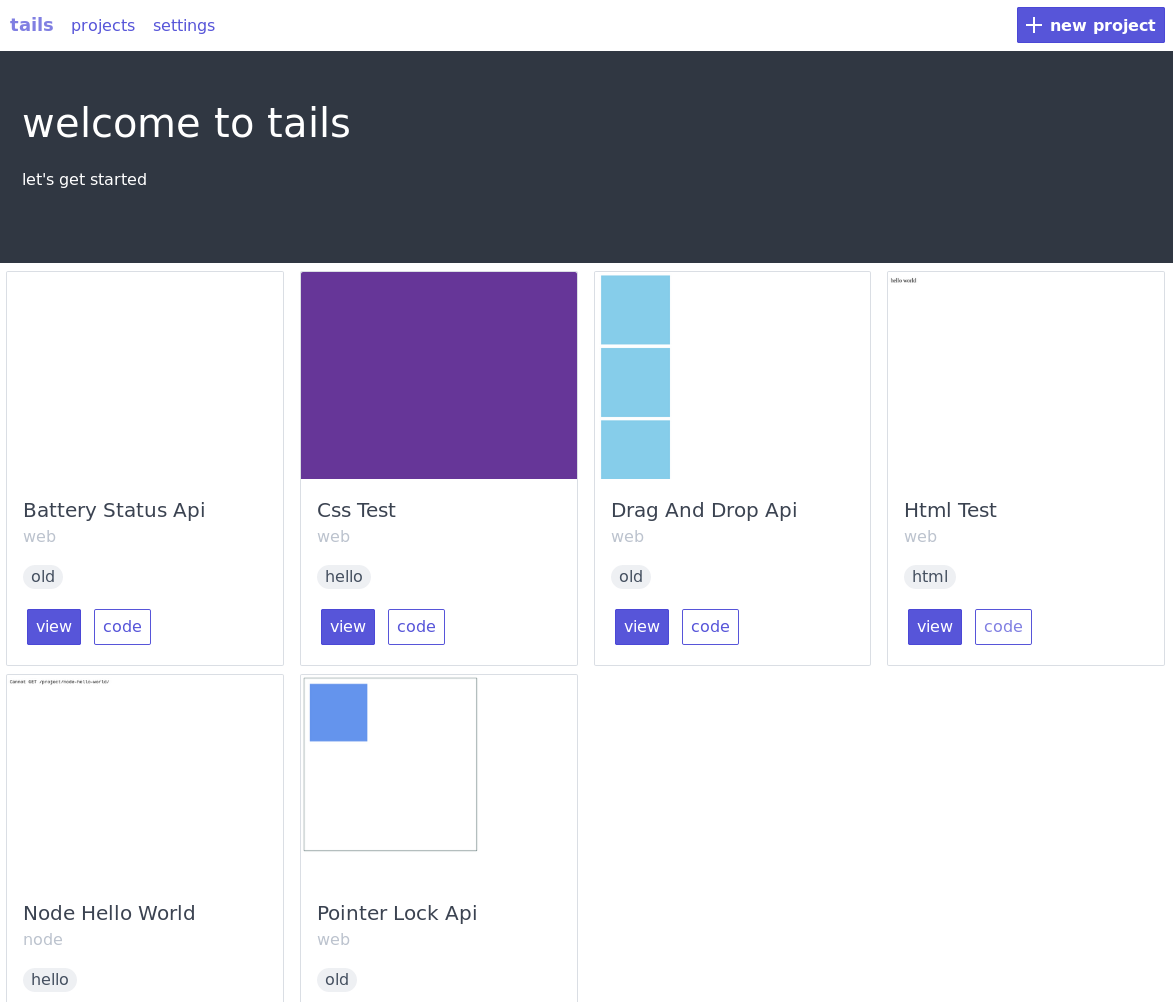 tails projects settings + new project
welcome to tails
let's get started
hello world
Battery Status Api
web
old
view code
Css Test
web
hello
view code
Drag And Drop Api
web
old
view code
Html Test
web
html
view code
Cannot GET /project/node-hello-world/
Node Hello World
node
hello
Pointer Lock Api
web
old